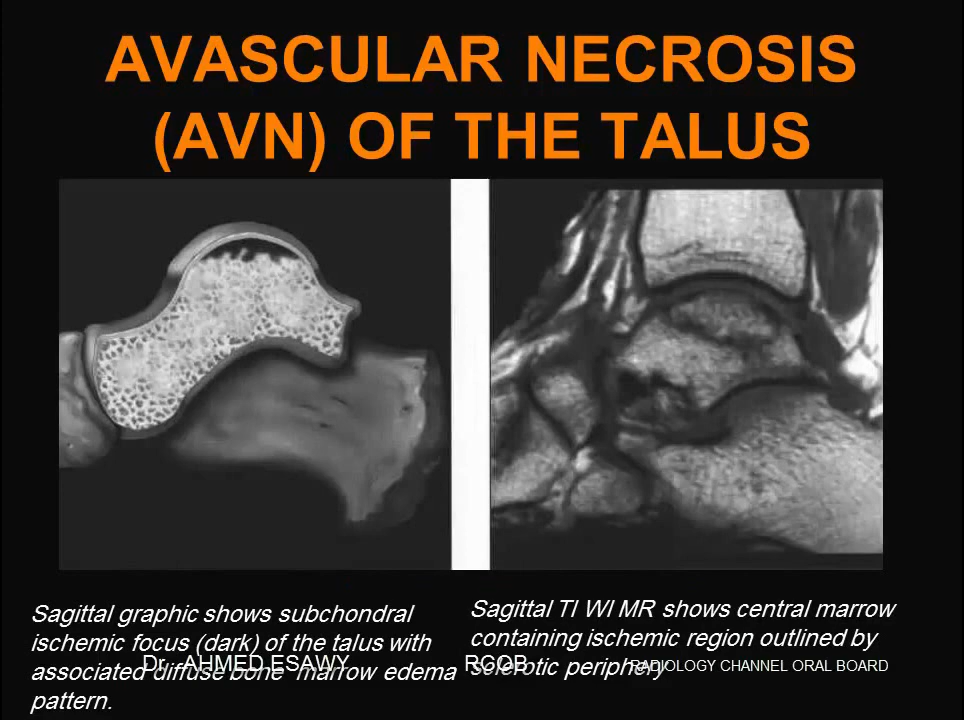 AVASCULAR NECROSIS
(AVN) OF THE TALUS
Sagittal graphic shows subchondral
ischemic focus (dark) of the talus with
associated diffuse bone marrow edema
pattern.
Sagittal TI WI MR shows central marrow
containing ischemic region outlined by
sclerotic periphery
Dr. AHMED ESAWY
RADIOLOGY CHANNEL ORAL BOARD